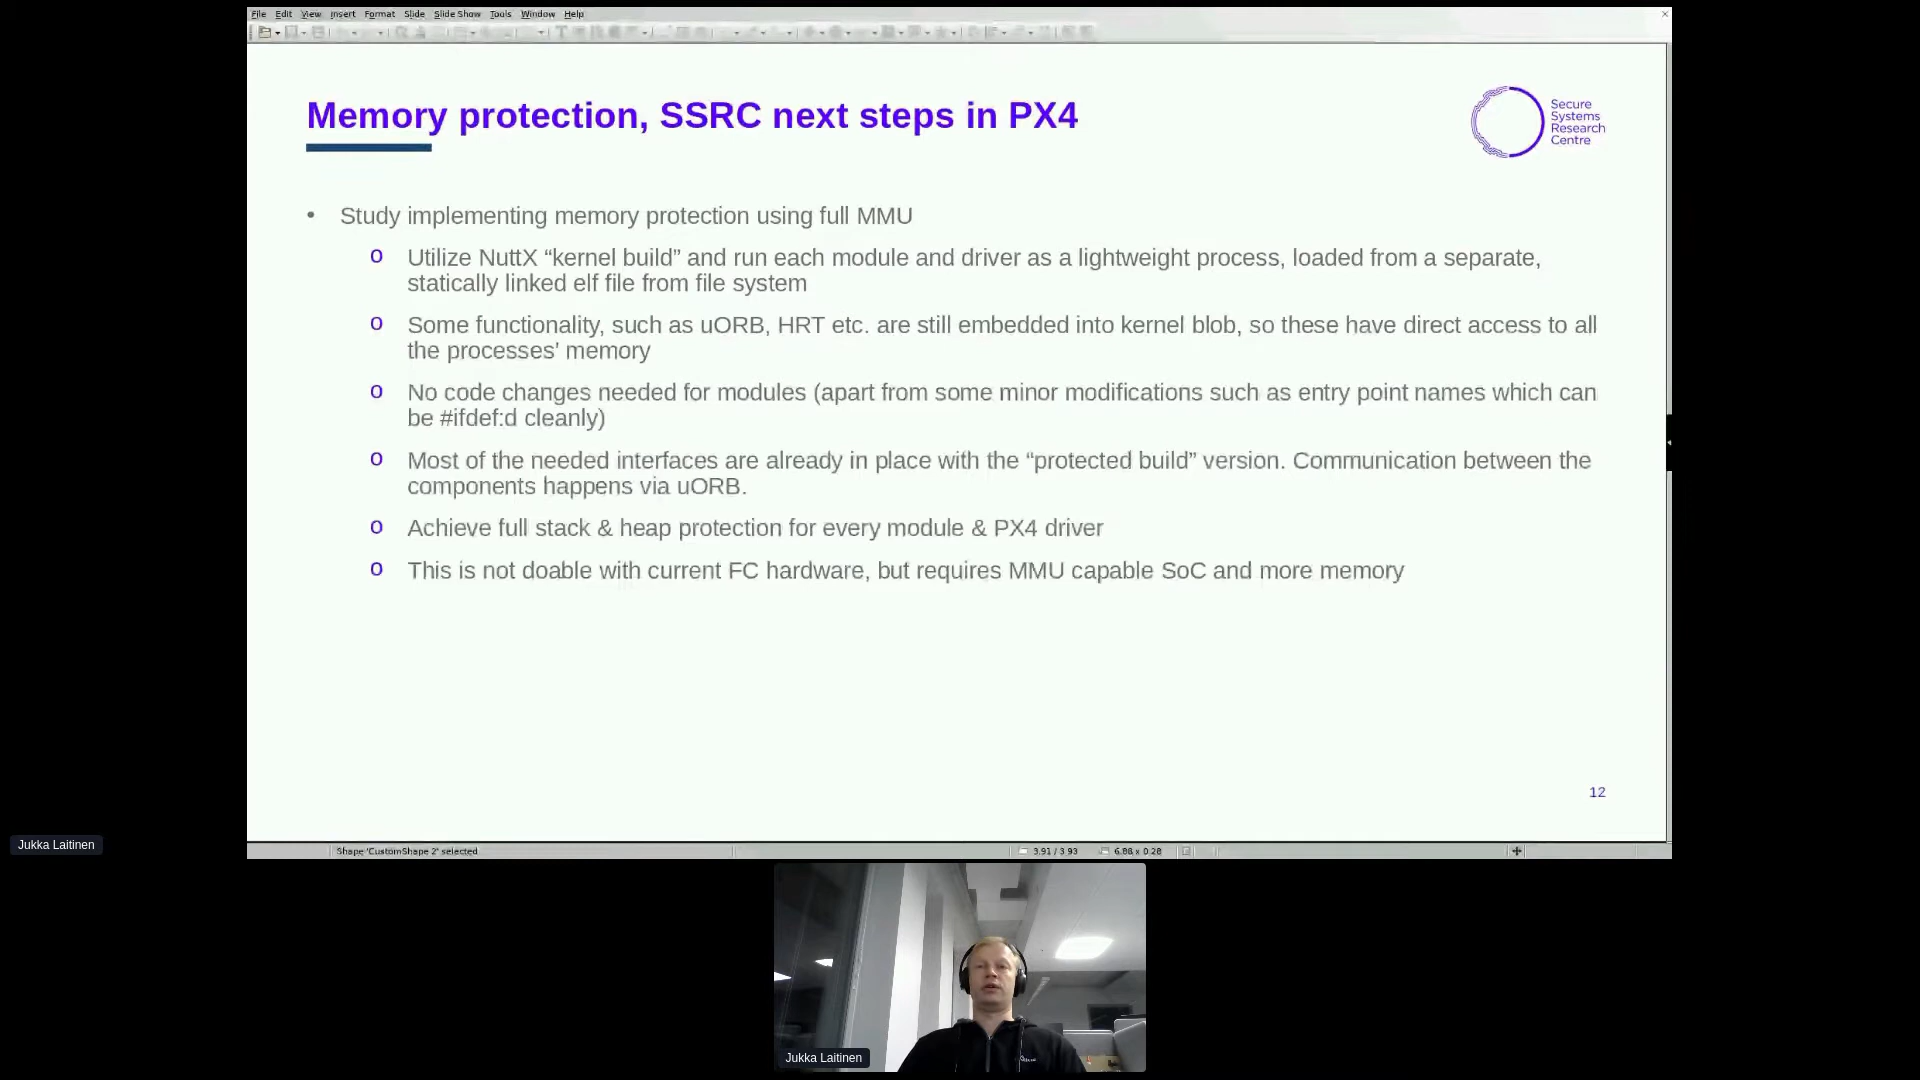 File Edit View Insert Format Slide Slide Show Tools Window Help
Memory protection, SSRC next steps in PX4
Secure
Systems
Research
Centre
• Study implementing memory protection using full MMU
o Utilize NuttX “kernel build” and run each module and driver as a lightweight process, loaded from a separate,
statically linked elf file from file system
o Some functionality, such as uORB, HRT etc. are still embedded into kernel blob, so these have direct access to all
the processes’ memory
o No code changes needed for modules (apart from some minor modifications such as entry point names which can
be #ifdef:d cleanly)
o Most of the needed interfaces are already in place with the “protected build” version. Communication between the
components happens via uORB.
o Achieve full stack & heap protection for every module & PX4 driver
o This is not doable with current FC hardware, but requires MMU capable SoC and more memory
12
Jukka Laitinen
Shape 'CustomShape 2' selected
3.91 / 3.93 6.86 x 0.28
Jukka Laitinen